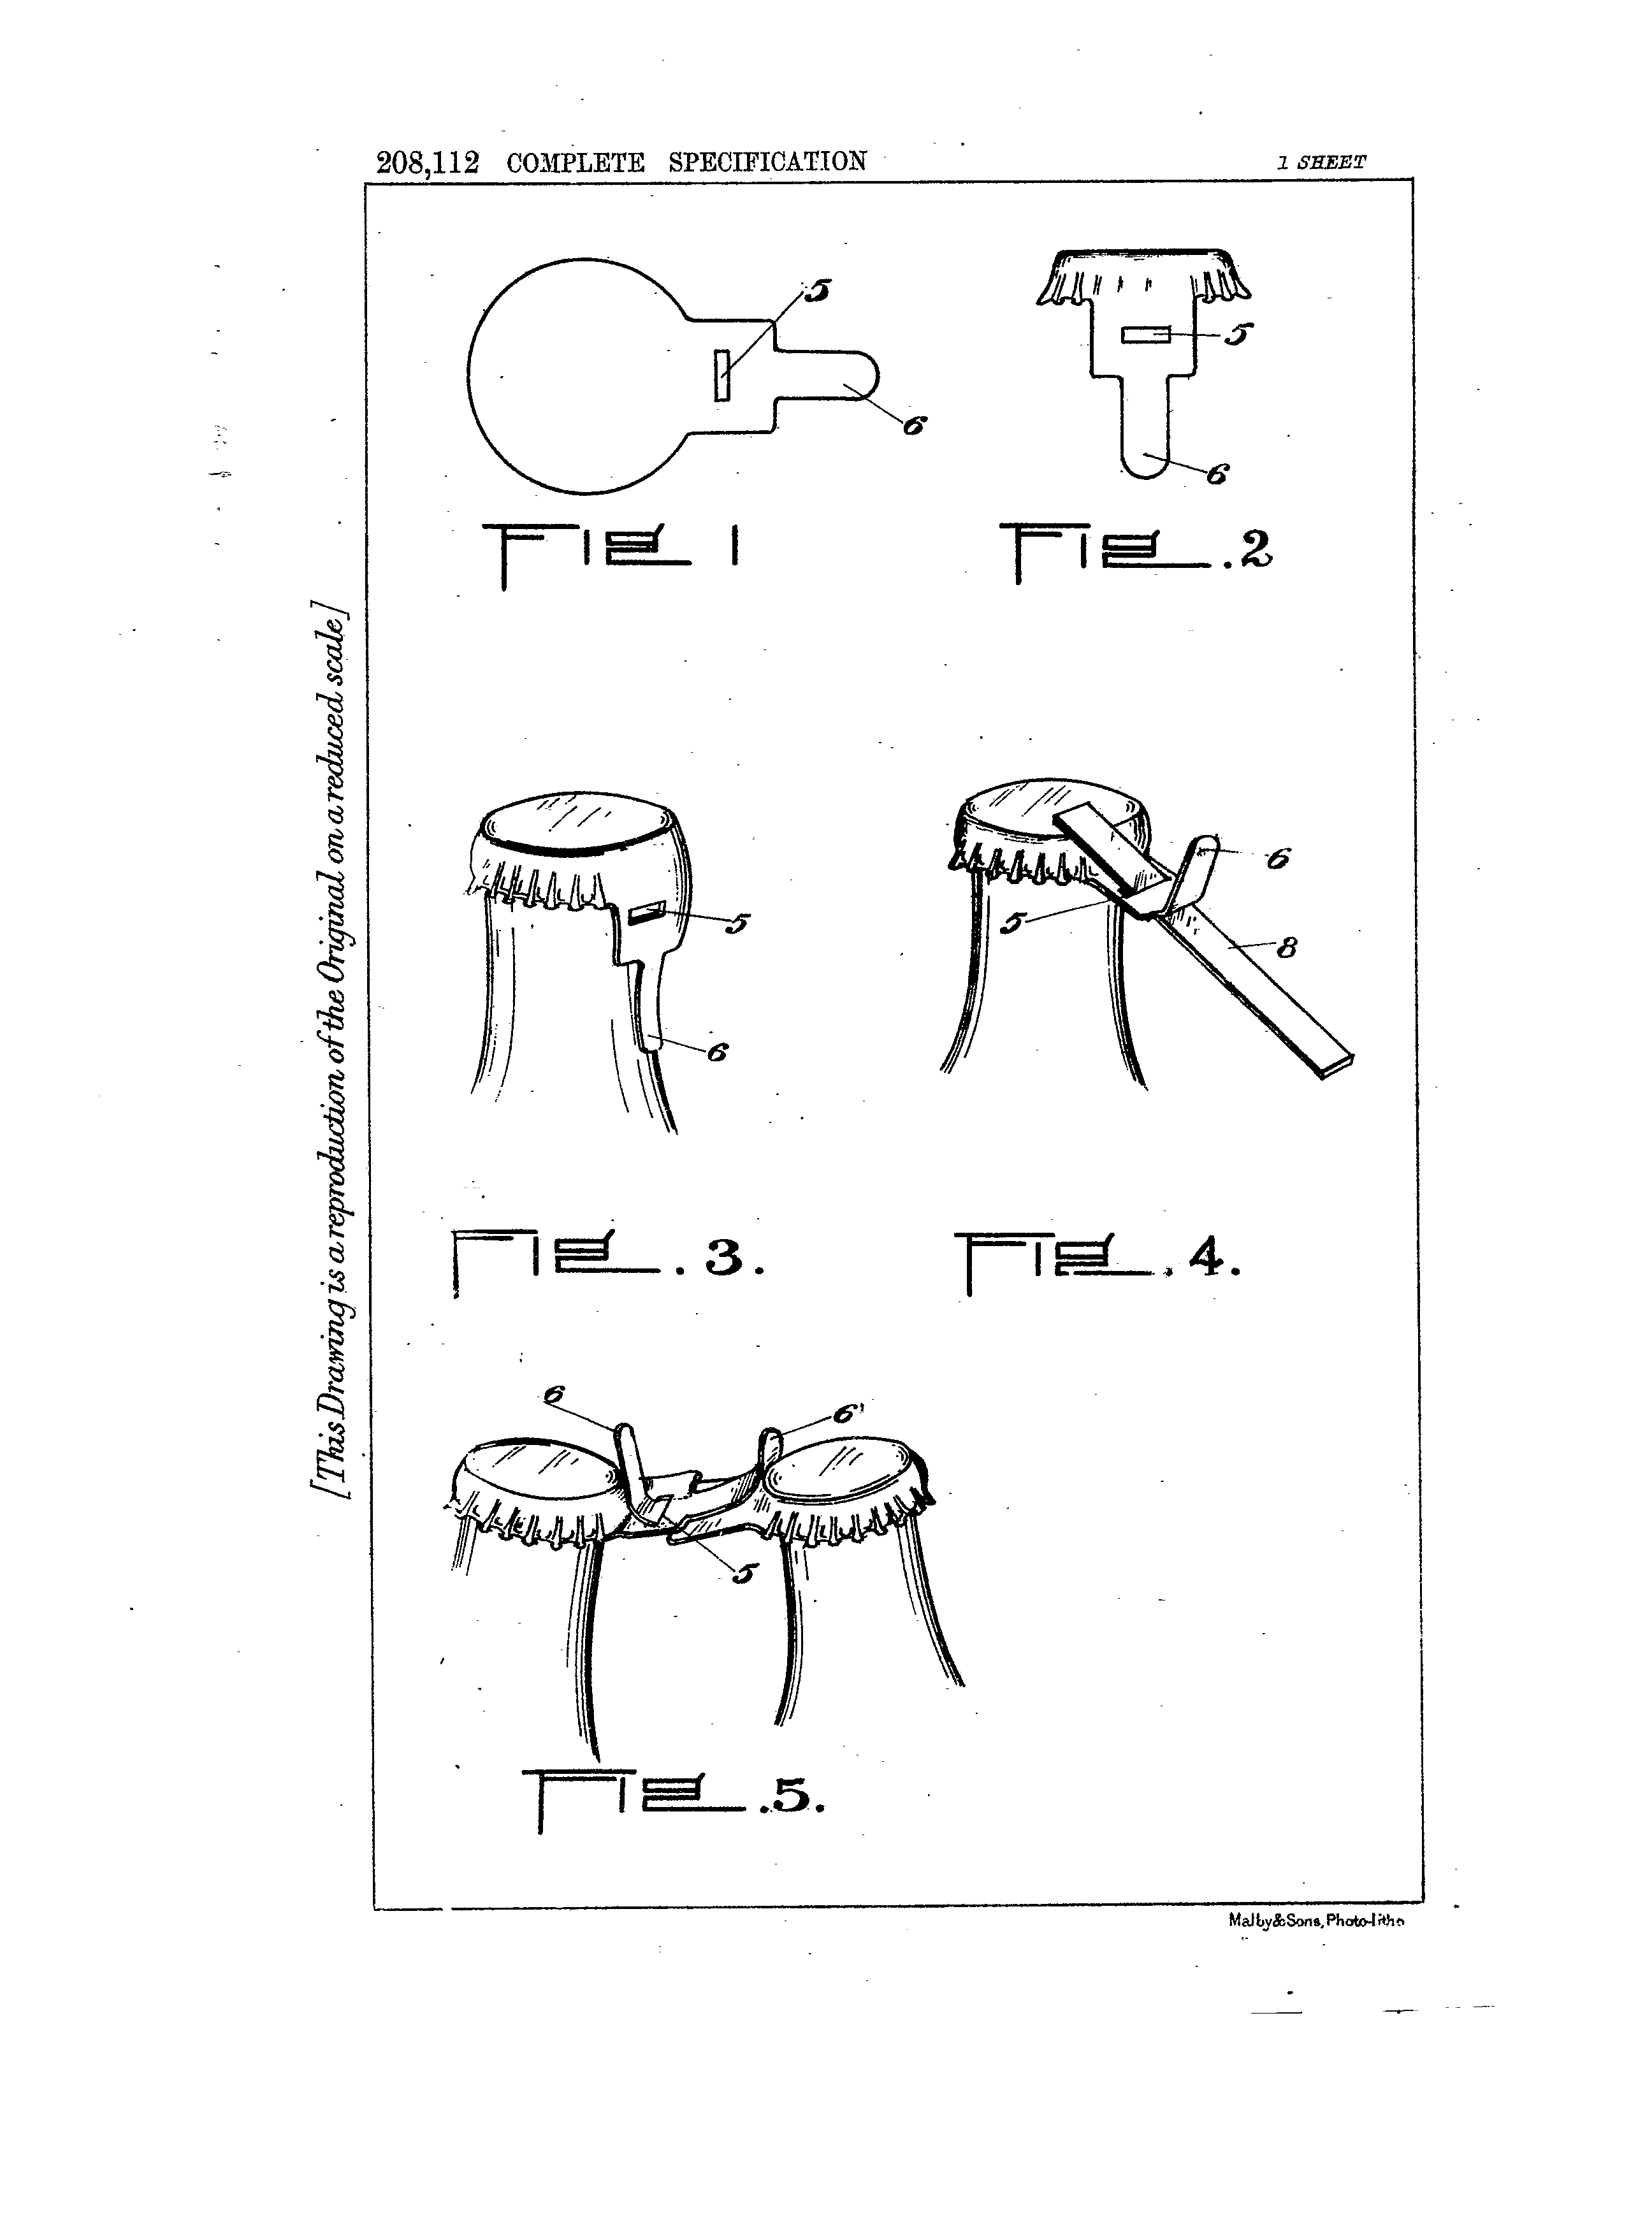 208,112 COMPLETE SPECIFICATION 1 SHEET
[This Drawing is a reproduction of the Original on a reduced scale]
5
6
FIG 1
5
6
FIG.2
5
6
FIG.3.
6
5
8
FIG.4.
6
6'
5
FIG.5.
Malby&Sons, Photo-litho